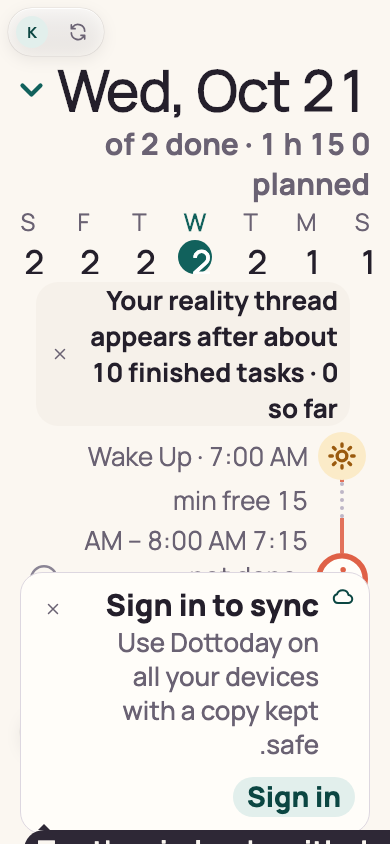 K
Wed, Oct 21
of 2 done · 1 h 15 0
planned
S F T W T M S
2 2 2 2 2 1 1
Your reality thread
appears after about
10 finished tasks · 0
so far
Wake Up · 7:00 AM
min free 15
AM – 8:00 AM 7:15
Sign in to sync
Use Dottoday on
all your devices
with a copy kept
.safe
Sign in